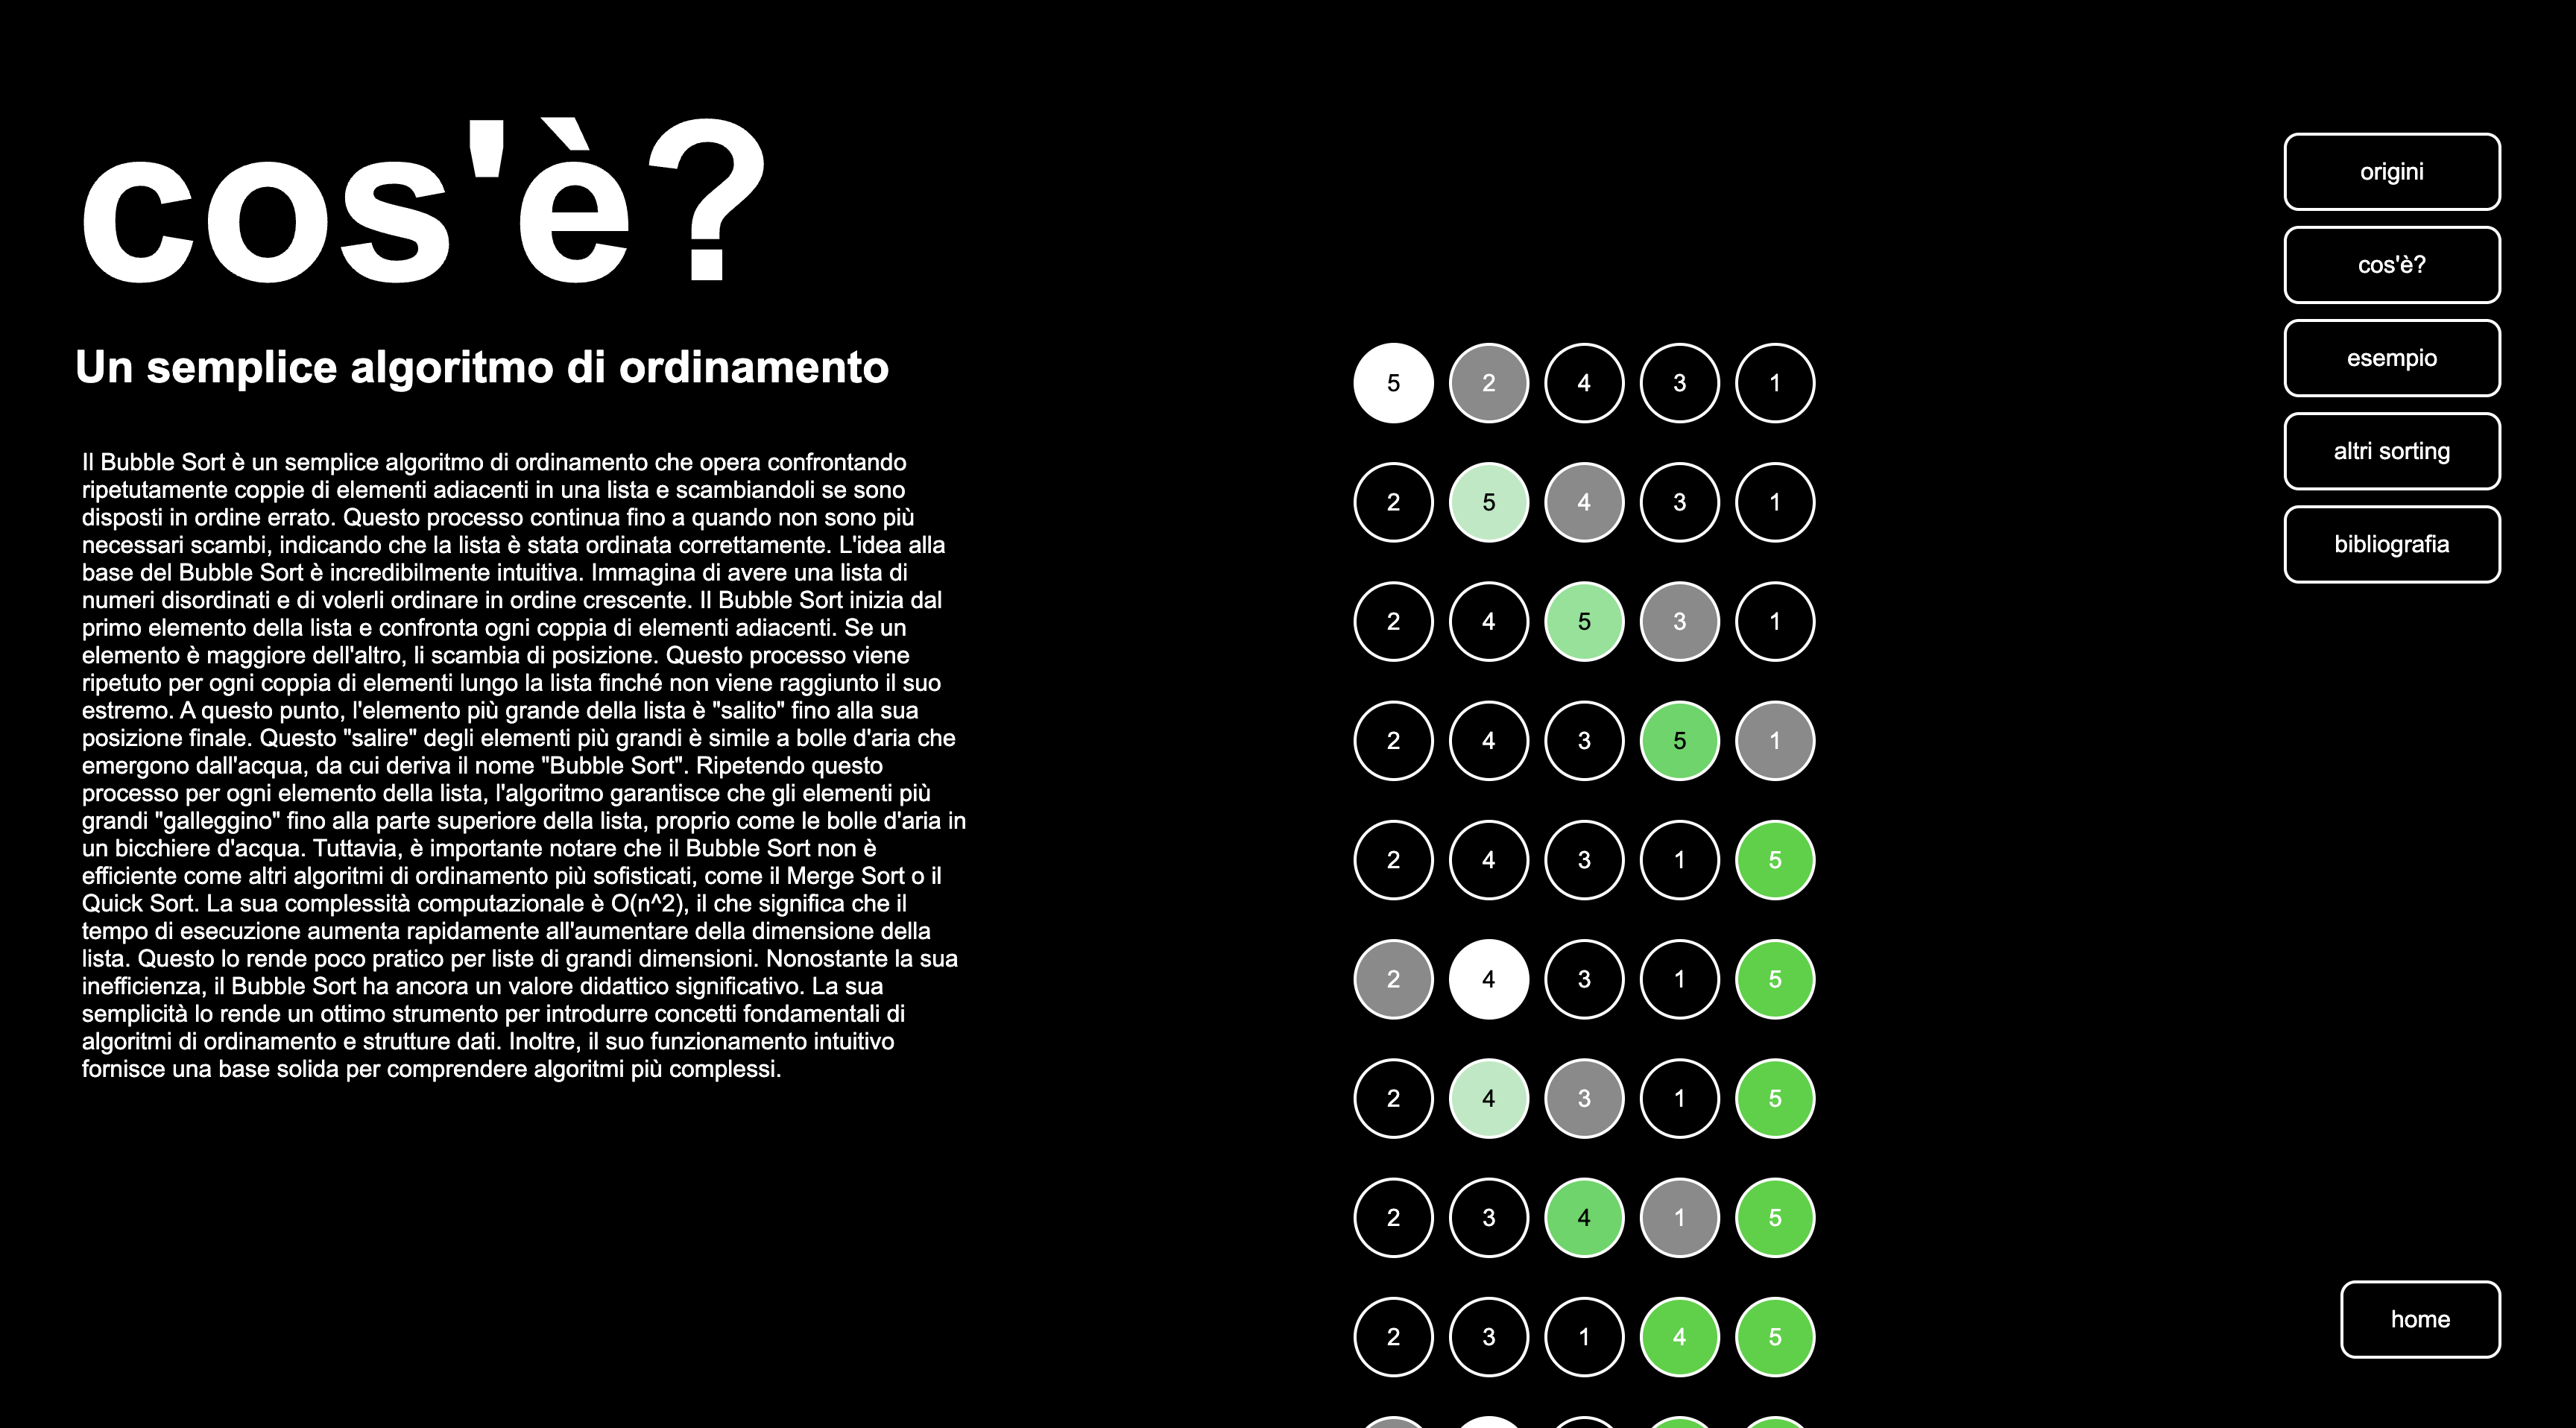 cos'è?
Un semplice algoritmo di ordinamento
Il Bubble Sort è un semplice algoritmo di ordinamento che opera confrontando
ripetutamente coppie di elementi adiacenti in una lista e scambiandoli se sono
disposti in ordine errato. Questo processo continua fino a quando non sono più
necessari scambi, indicando che la lista è stata ordinata correttamente. L'idea alla
base del Bubble Sort è incredibilmente intuitiva. Immagina di avere una lista di
numeri disordinati e di volerli ordinare in ordine crescente. Il Bubble Sort inizia dal
primo elemento della lista e confronta ogni coppia di elementi adiacenti. Se un
elemento è maggiore dell'altro, li scambia di posizione. Questo processo viene
ripetuto per ogni coppia di elementi lungo la lista finché non viene raggiunto il suo
estremo. A questo punto, l'elemento più grande della lista è "salito" fino alla sua
posizione finale. Questo "salire" degli elementi più grandi è simile a bolle d'aria che
emergono dall'acqua, da cui deriva il nome "Bubble Sort". Ripetendo questo
processo per ogni elemento della lista, l'algoritmo garantisce che gli elementi più
grandi "galleggino" fino alla parte superiore della lista, proprio come le bolle d'aria in
un bicchiere d'acqua. Tuttavia, è importante notare che il Bubble Sort non è
efficiente come altri algoritmi di ordinamento più sofisticati, come il Merge Sort o il
Quick Sort. La sua complessità computazionale è O(n^2), il che significa che il
tempo di esecuzione aumenta rapidamente all'aumentare della dimensione della
lista. Questo lo rende poco pratico per liste di grandi dimensioni. Nonostante la sua
inefficienza, il Bubble Sort ha ancora un valore didattico significativo. La sua
semplicità lo rende un ottimo strumento per introdurre concetti fondamentali di
algoritmi di ordinamento e strutture dati. Inoltre, il suo funzionamento intuitivo
fornisce una base solida per comprendere algoritmi più complessi.
5 2 4 3 1
2 5 4 3 1
2 4 5 3 1
2 4 3 5 1
2 4 3 1 5
2 4 3 1 5
2 4 3 1 5
2 3 4 1 5
2 3 1 4 5
origini
cos'è?
esempio
altri sorting
bibliografia
home